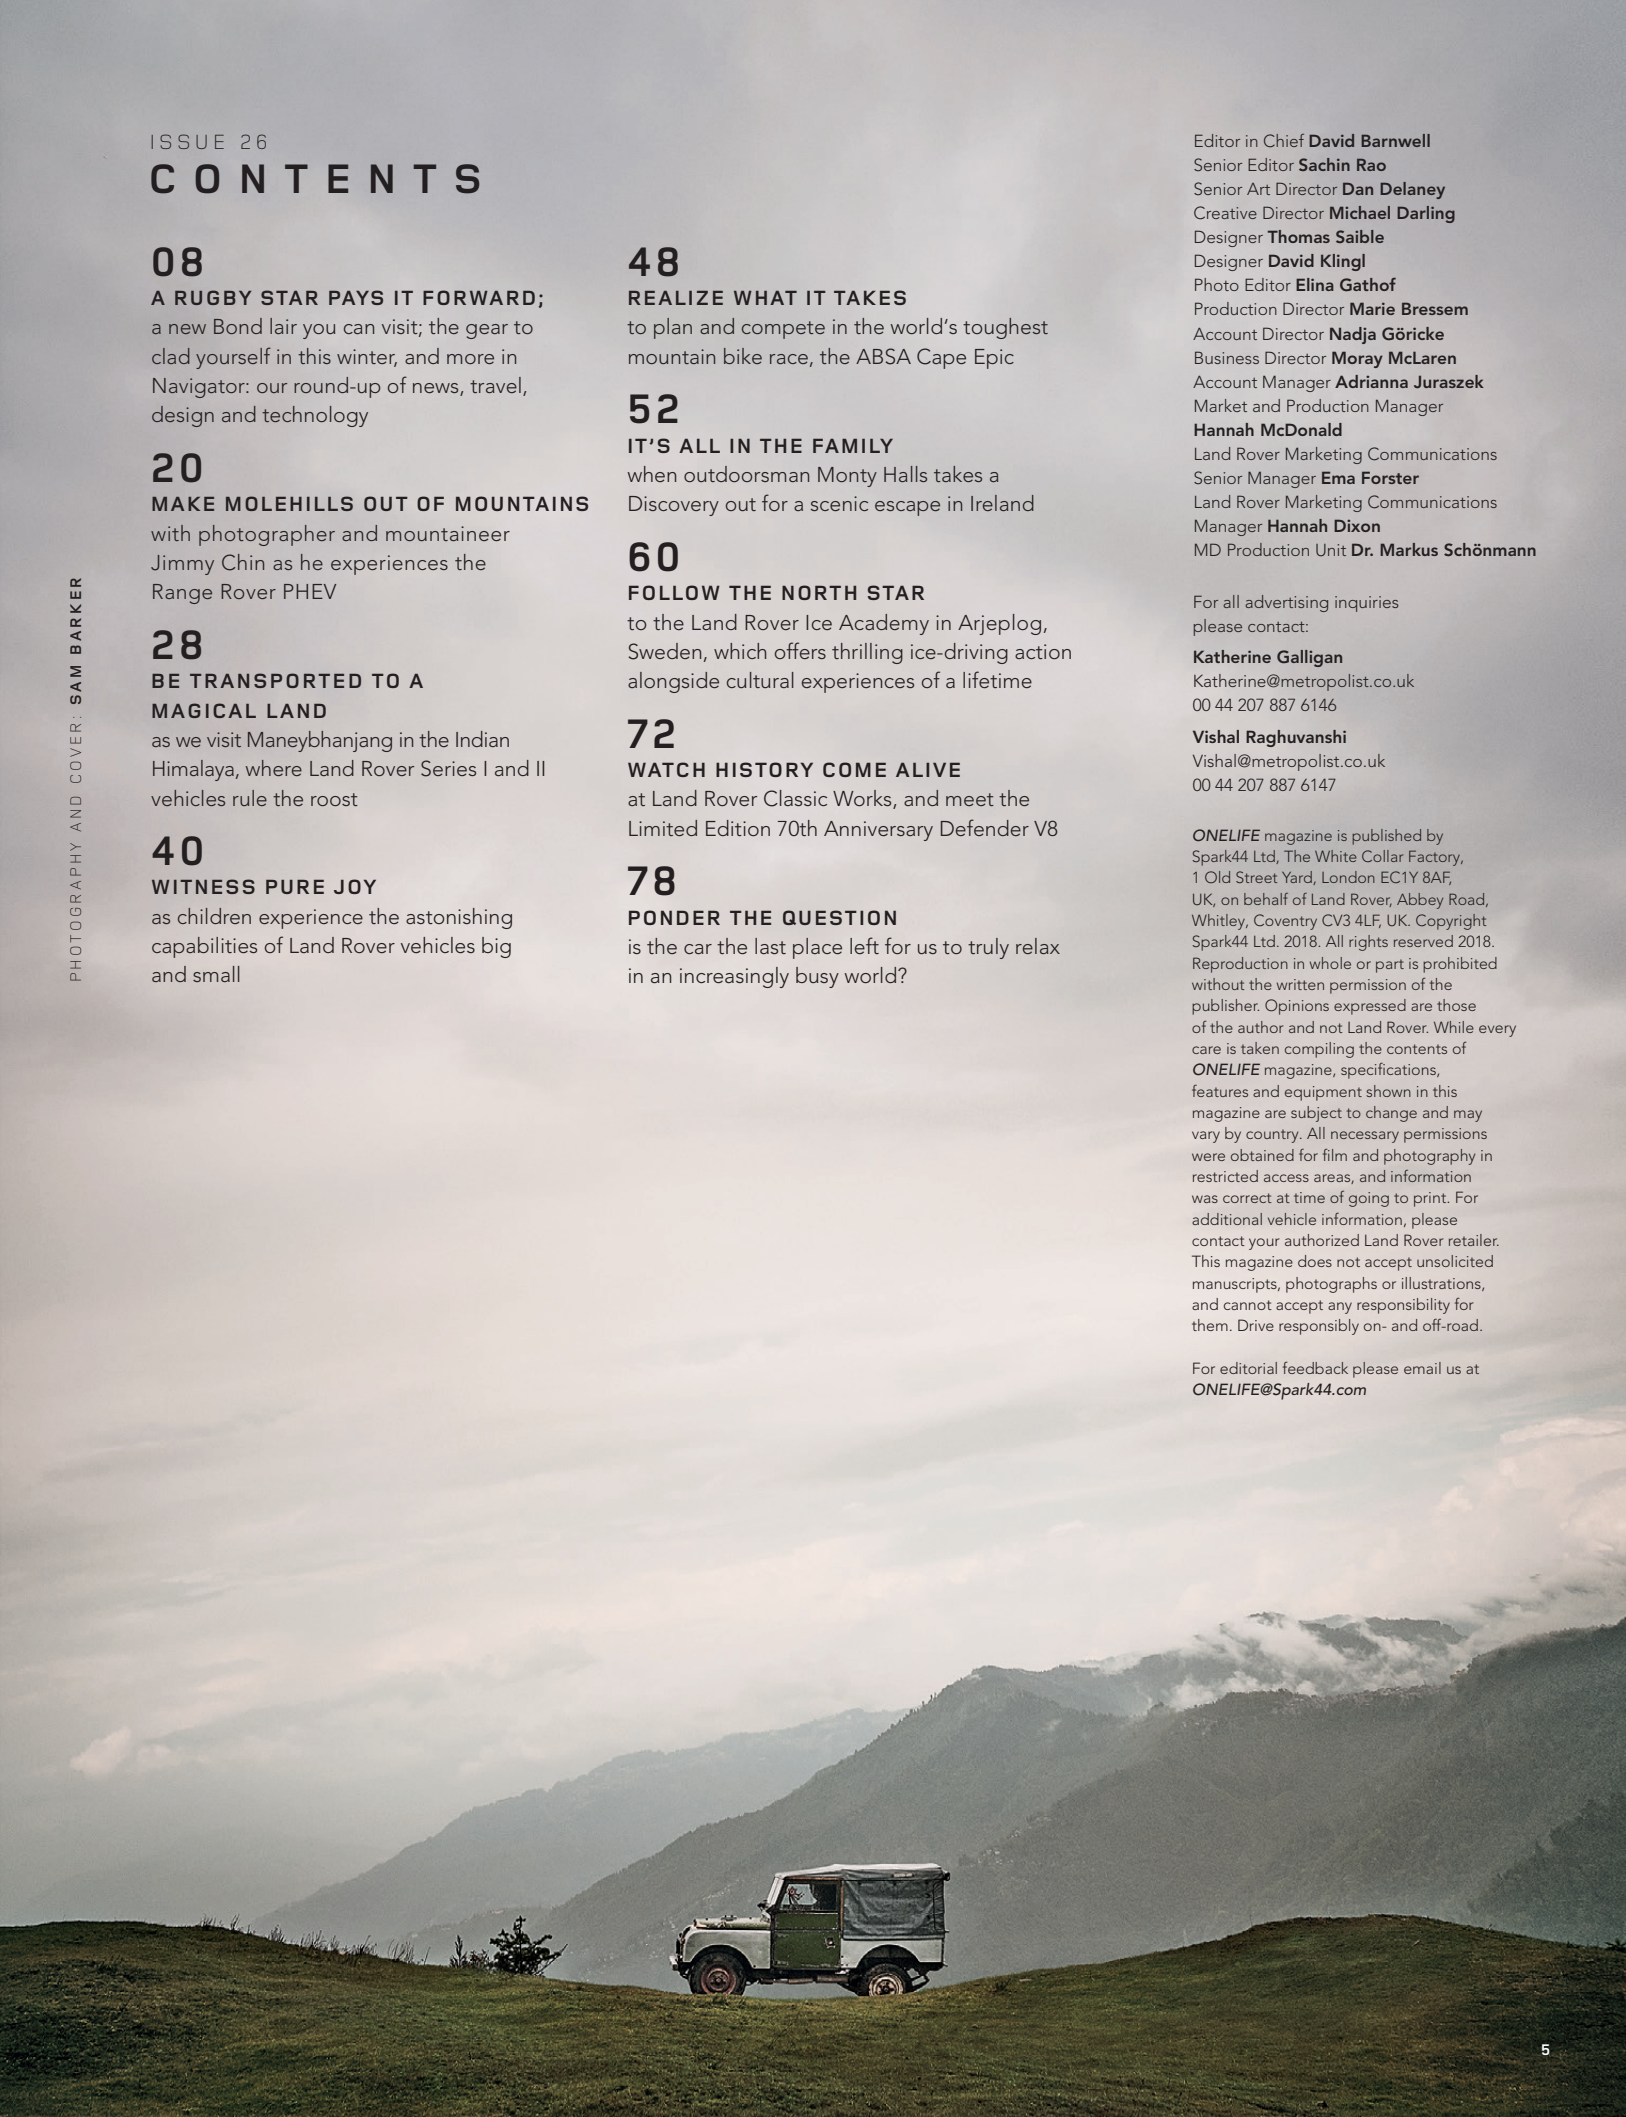 ISSUE 26
CONTENTS
08
A RUGBY STAR PAYS IT FORWARD;
a new Bond lair you can visit; the gear to
clad yourself in this winter, and more in
Navigator: our round-up of news, travel,
design and technology
20
MAKE MOLEHILLS OUT OF MOUNTAINS
with photographer and mountaineer
Jimmy Chin as he experiences the
Range Rover PHEV
28
BE TRANSPORTED TO A
MAGICAL LAND
as we visit Maneybhanjang in the Indian
Himalaya, where Land Rover Series I and II
vehicles rule the roost
40
WITNESS PURE JOY
as children experience the astonishing
capabilities of Land Rover vehicles big
and small
48
REALIZE WHAT IT TAKES
to plan and compete in the world's toughest
mountain bike race, the ABSA Cape Epic
52
IT'S ALL IN THE FAMILY
when outdoorsman Monty Halls takes a
Discovery out for a scenic escape in Ireland
60
FOLLOW THE NORTH STAR
to the Land Rover Ice Academy in Arjeplog,
Sweden, which offers thrilling ice-driving action
alongside cultural experiences of a lifetime
72
WATCH HISTORY COME ALIVE
at Land Rover Classic Works, and meet the
Limited Edition 70th Anniversary Defender V8
78
PONDER THE QUESTION
is the car the last place left for us to truly relax
in an increasingly busy world?
Editor in Chief David Barnwell
Senior Editor Sachin Rao
Senior Art Director Dan Delaney
Creative Director Michael Darling
Designer Thomas Saible
Designer David Klingl
Photo Editor Elina Gathof
Production Director Marie Bressem
Account Director Nadja Göricke
Business Director Moray McLaren
Account Manager Adrianna Juraszek
Market and Production Manager
Hannah McDonald
Land Rover Marketing Communications
Senior Manager Ema Forster
Land Rover Marketing Communications
Manager Hannah Dixon
MD Production Unit Dr. Markus Schönmann
For all advertising inquiries
please contact:
Katherine Galligan
Katherine@metropolist.co.uk
00 44 207 887 6146
Vishal Raghuvanshi
Vishal@metropolist.co.uk
00 44 207 887 6147
ONELIFE magazine is published by
Spark44 Ltd, The White Collar Factory,
1 Old Street Yard, London EC1Y 8AF,
UK, on behalf of Land Rover, Abbey Road,
Whitley, Coventry CV3 4LF, UK. Copyright
Spark44 Ltd. 2018. All rights reserved 2018.
Reproduction in whole or part is prohibited
without the written permission of the
publisher. Opinions expressed are those
of the author and not Land Rover. While every
care is taken compiling the contents of
ONELIFE magazine, specifications,
features and equipment shown in this
magazine are subject to change and may
vary by country. All necessary permissions
were obtained for film and photography in
restricted access areas, and information
was correct at time of going to print. For
additional vehicle information, please
contact your authorized Land Rover retailer.
This magazine does not accept unsolicited
manuscripts, photographs or illustrations,
and cannot accept any responsibility for
them. Drive responsibly on- and off-road.
For editorial feedback please email us at
ONELIFE@Spark44.com
PHOTOGRAPHY AND COVER: SAM BARKER
5